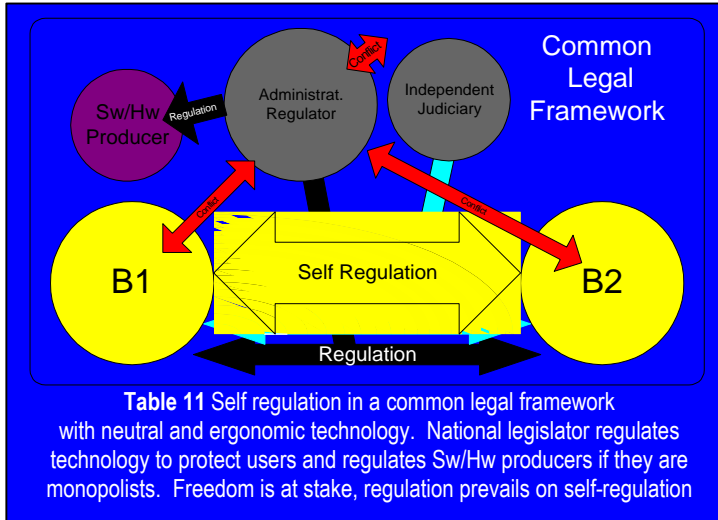 Common
Legal
Framework
Conflict
Sw/Hw
Producer
Regulation
Administrat.
Regulator
Independent
Judiciary
Conflict
Conflict
B1
Self Regulation
B2
Regulation
Table 11 Self regulation in a common legal framework
with neutral and ergonomic technology. National legislator regulates
technology to protect users and regulates Sw/Hw producers if they are
monopolists. Freedom is at stake, regulation prevails on self-regulation